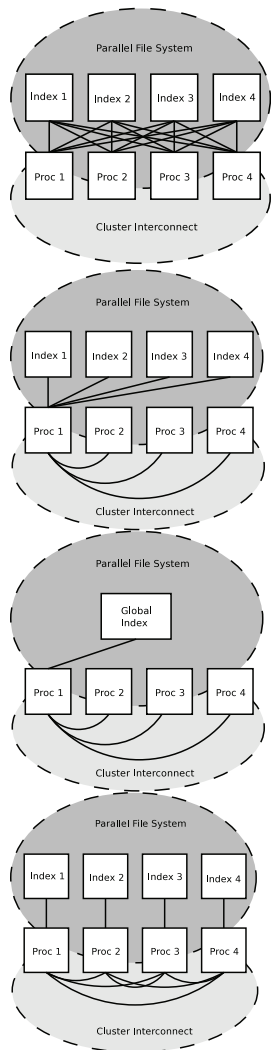 Parallel File System
Index 1 Index 2 Index 3 Index 4
Proc 1 Proc 2 Proc 3 Proc 4
Cluster Interconnect
Parallel File System
Index 1 Index 2 Index 3 Index 4
Proc 1 Proc 2 Proc 3 Proc 4
Cluster Interconnect
Parallel File System
Global
Index
Proc 1 Proc 2 Proc 3 Proc 4
Cluster Interconnect
Parallel File System
Index 1 Index 2 Index 3 Index 4
Proc 1 Proc 2 Proc 3 Proc 4
Cluster Interconnect